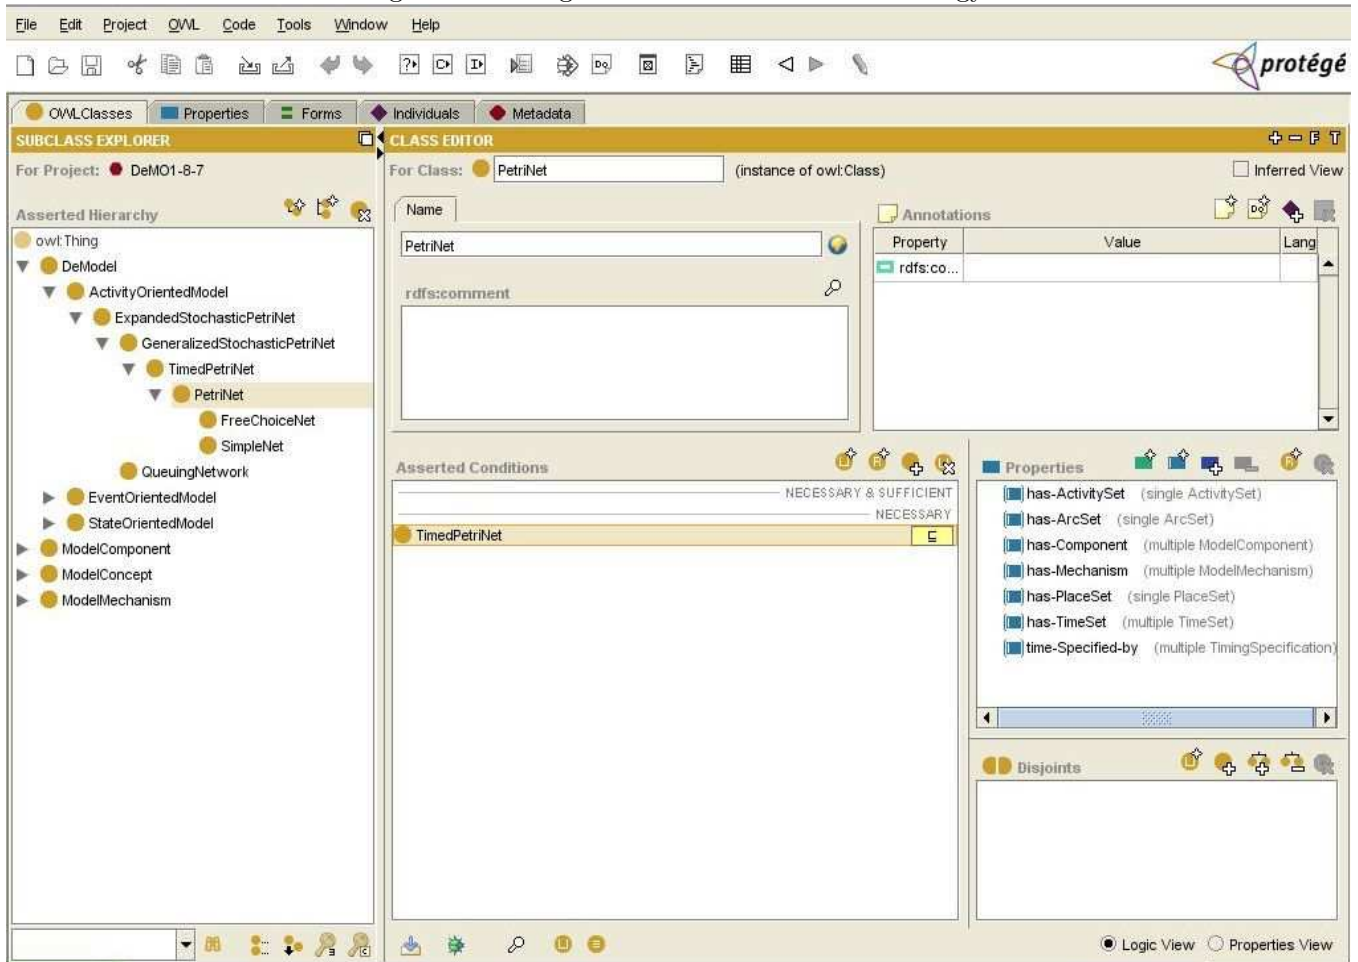 File Edit Project OWL Code Tools Window Help
protégé
OWLClasses Properties Forms Individuals Metadata
SUBCLASS EXPLORER
For Project: DeMO1-8-7
Asserted Hierarchy
owl:Thing
DeModel
ActivityOrientedModel
ExpandedStochasticPetriNet
GeneralizedStochasticPetriNet
TimedPetriNet
PetriNet
FreeChoiceNet
SimpleNet
QueuingNetwork
EventOrientedModel
StateOrientedModel
ModelComponent
ModelConcept
ModelMechanism
CLASS EDITOR
F T
For Class: PetriNet (instance of owl:Class) Inferred View
Name
PetriNet
rdfs:comment
Annotations
Property Value Lang
rdfs:co...
Asserted Conditions
NECESSARY & SUFFICIENT
NECESSARY
TimedPetriNet ⊑
Properties
has-ActivitySet (single ActivitySet)
has-ArcSet (single ArcSet)
has-Component (multiple ModelComponent)
has-Mechanism (multiple ModelMechanism)
has-PlaceSet (single PlaceSet)
has-TimeSet (multiple TimeSet)
time-Specified-by (multiple TimingSpecification)
Disjoints
Logic View Properties View